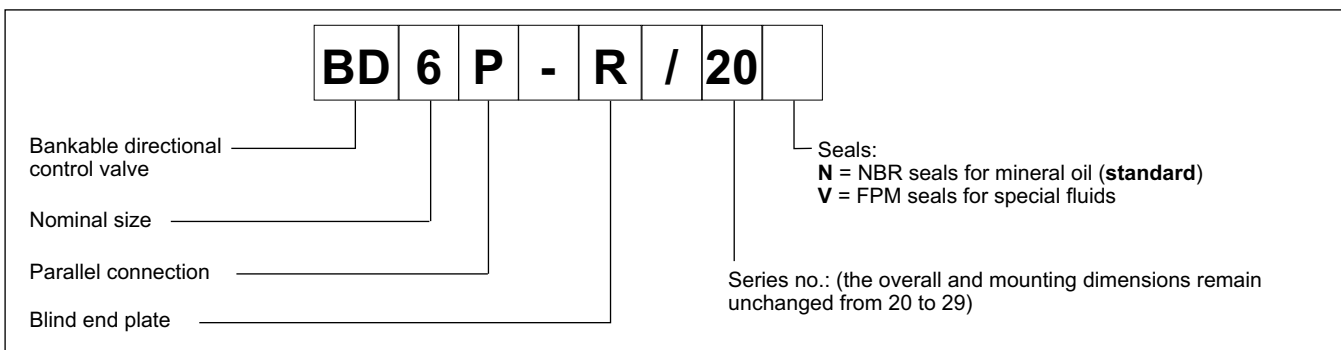 BD 6 P - R / 20
Bankable directional
control valve
Nominal size
Parallel connection
Blind end plate
Seals:
N = NBR seals for mineral oil (standard)
V = FPM seals for special fluids
Series no.: (the overall and mounting dimensions remain
unchanged from 20 to 29)